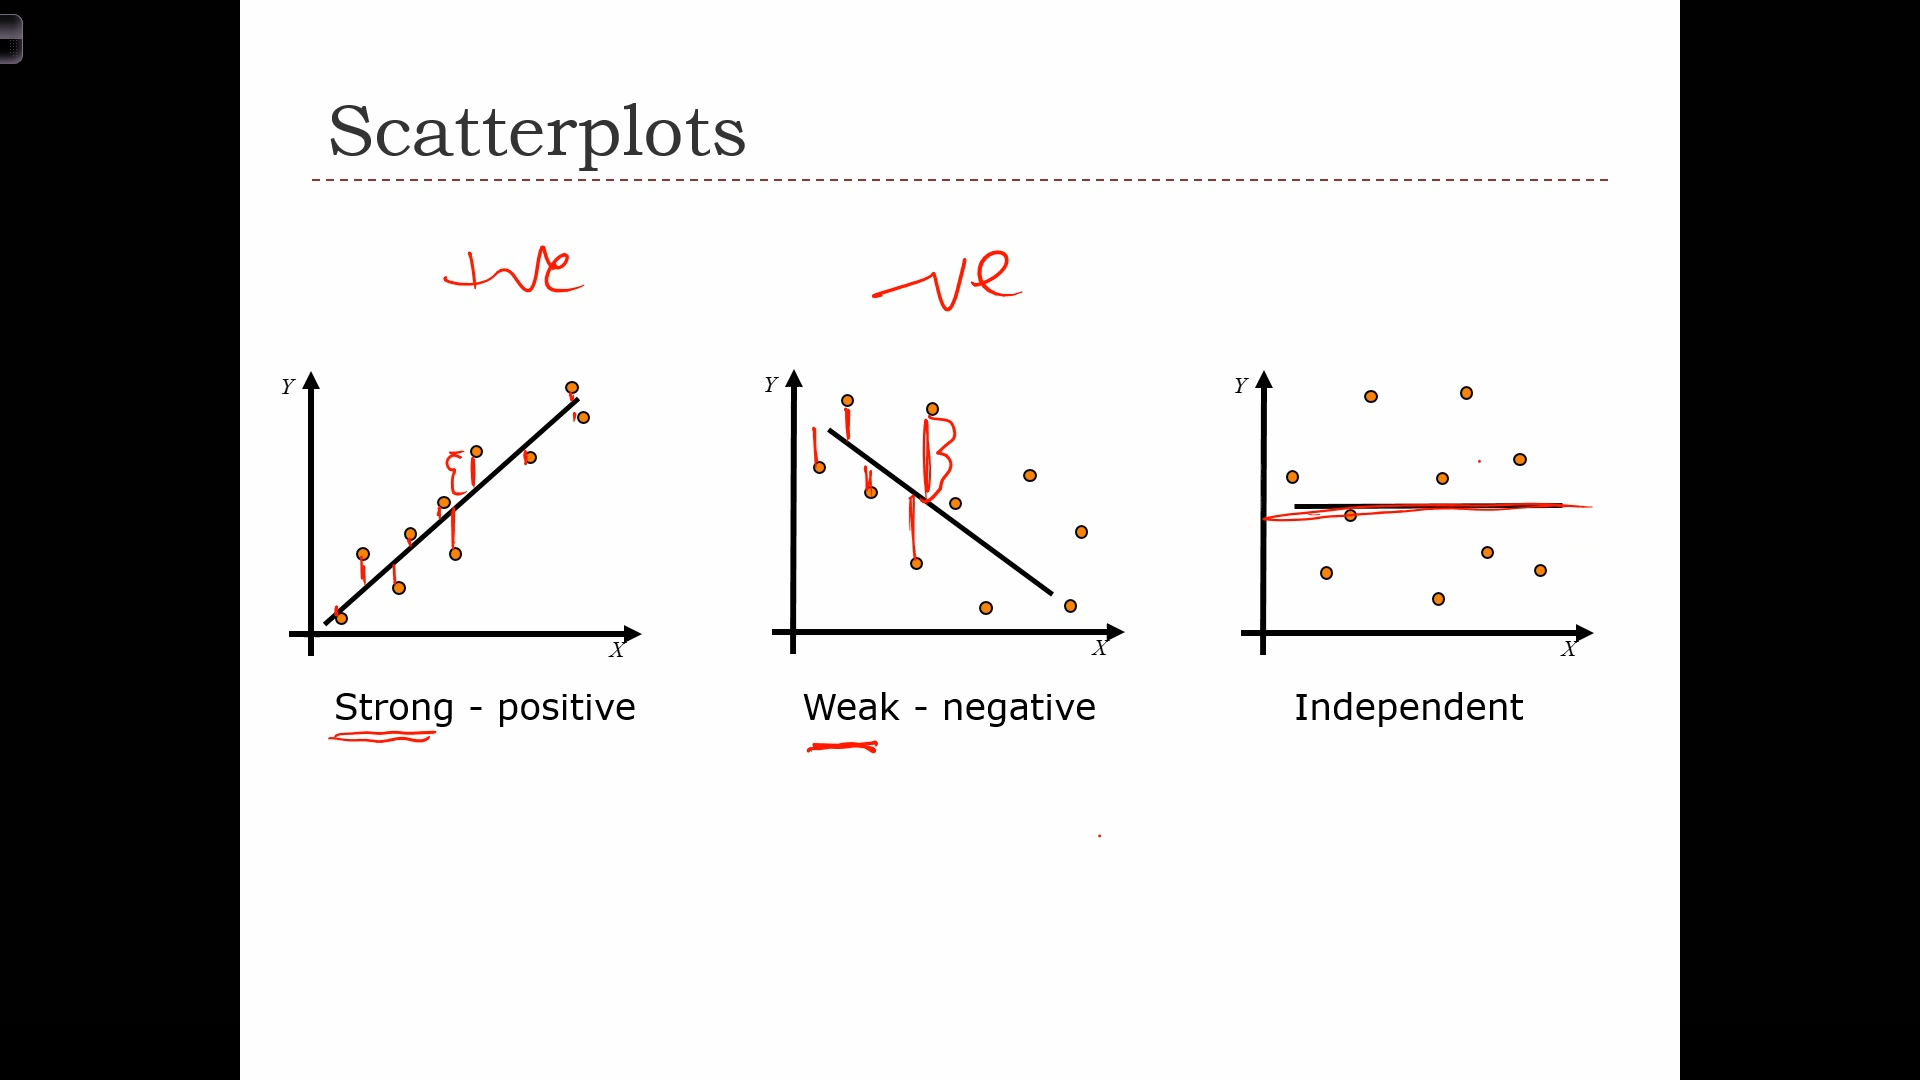 Scatterplots
+ve
-ve
Y
Y
Y
X
X
X
Strong - positive
Weak - negative
Independent